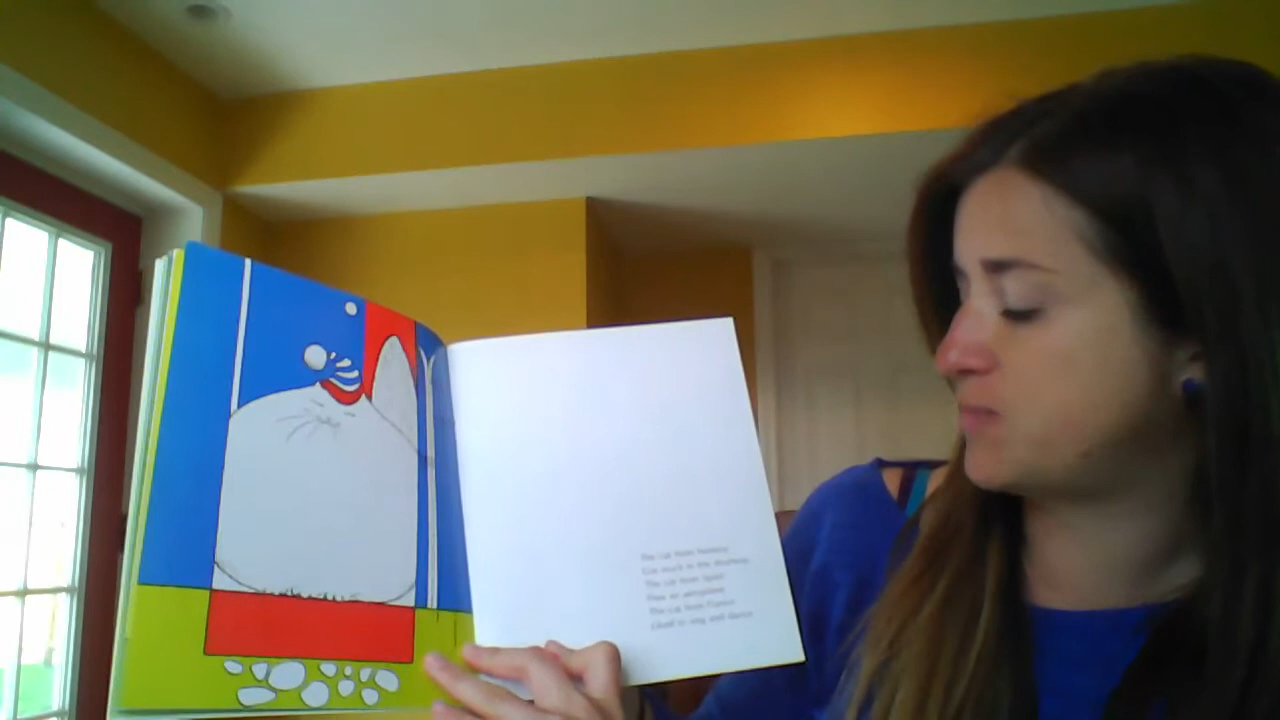 The cat from Norway
Got stuck in the doorway
The cat from Spain
Flew an aeroplane
The cat from France
Liked to sing and dance